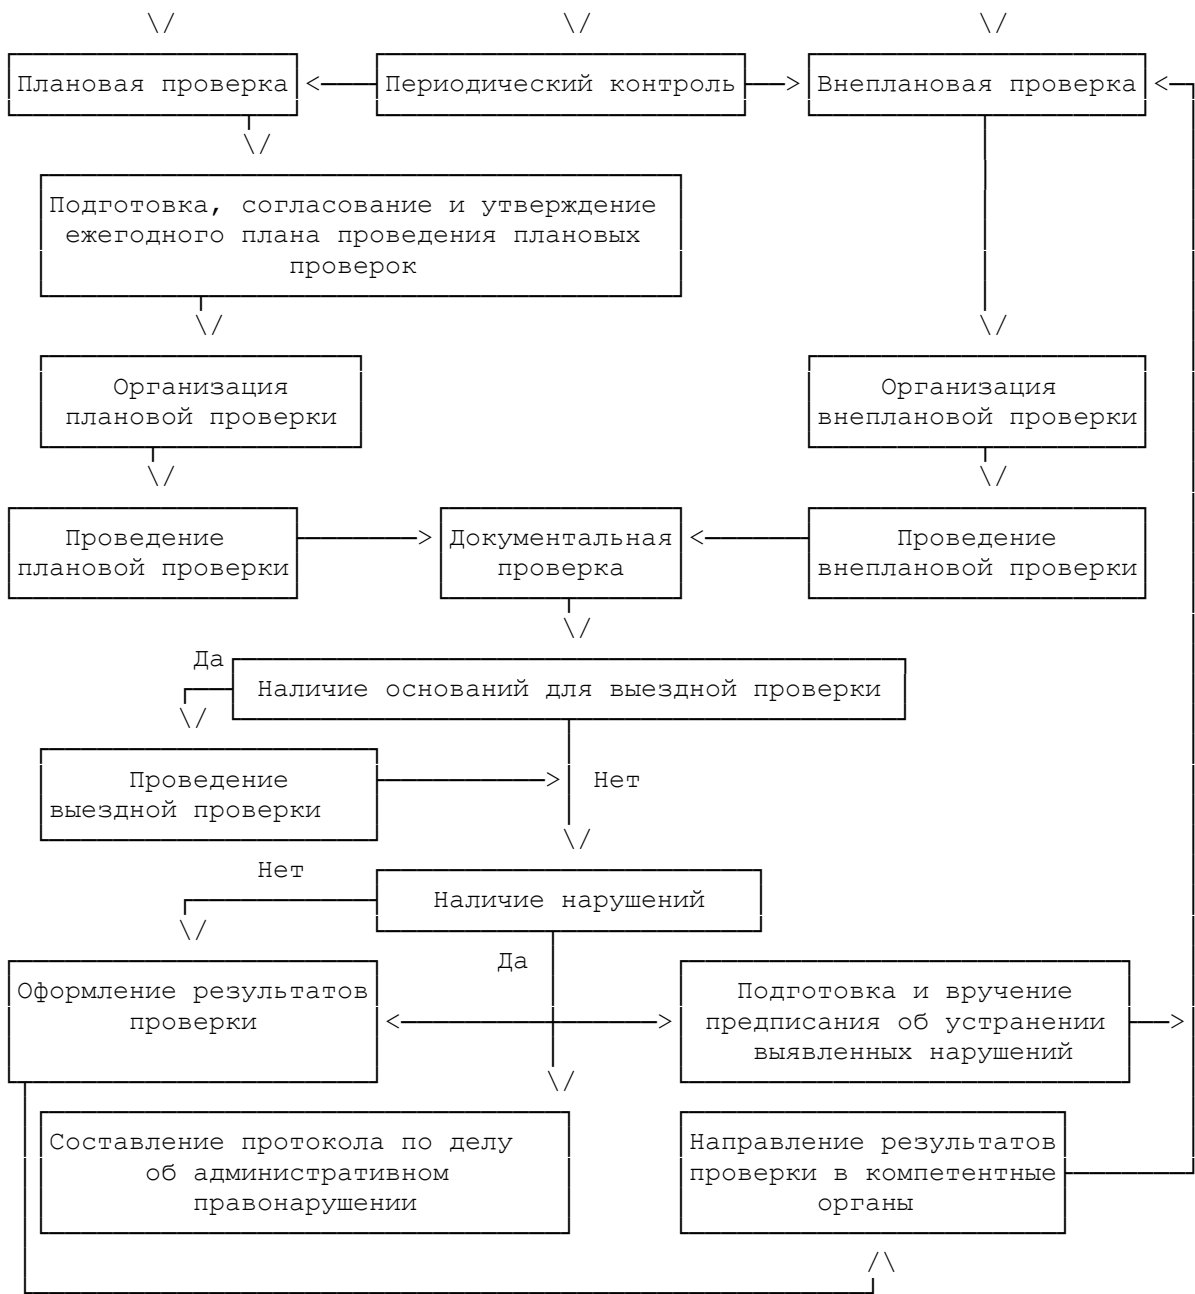 Плановая проверка
Периодический контроль
Внеплановая проверка
Подготовка, согласование и утверждение
ежегодного плана проведения плановых
проверок
Организация
плановой проверки
Организация
внеплановой проверки
Проведение
плановой проверки
Документальная
проверка
Проведение
внеплановой проверки
Да
Наличие оснований для выездной проверки
Проведение
выездной проверки
Нет
Нет
Наличие нарушений
Да
Оформление результатов
проверки
Подготовка и вручение
предписания об устранении
выявленных нарушений
Составление протокола по делу
об административном
правонарушении
Направление результатов
проверки в компетентные
органы